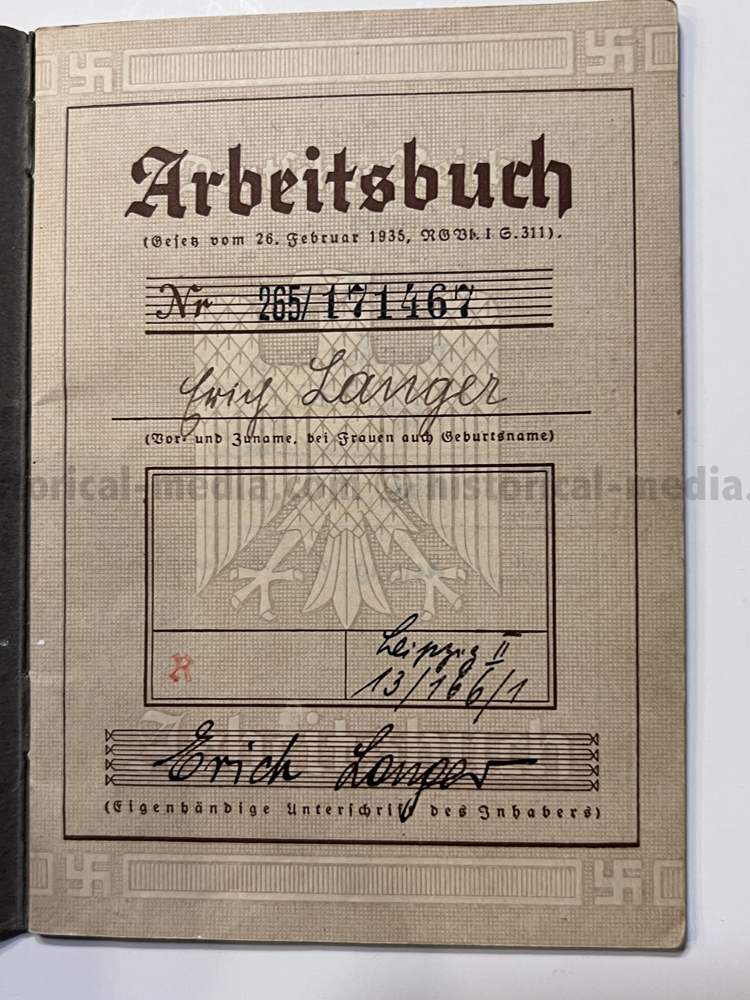 Arbeitsbuch
(Gesetz vom 26. Februar 1935, RGBl. I S. 311).
Nr 265/171467
Erich Langer
(Vor- und Zuname, bei Frauen auch Geburtsname)
historical-media.com © historical-media.
Leipzig II
R
13/166/1
Arbeitsbuch
Erich Langer
(Eigenhändige Unterschrift des Inhabers)